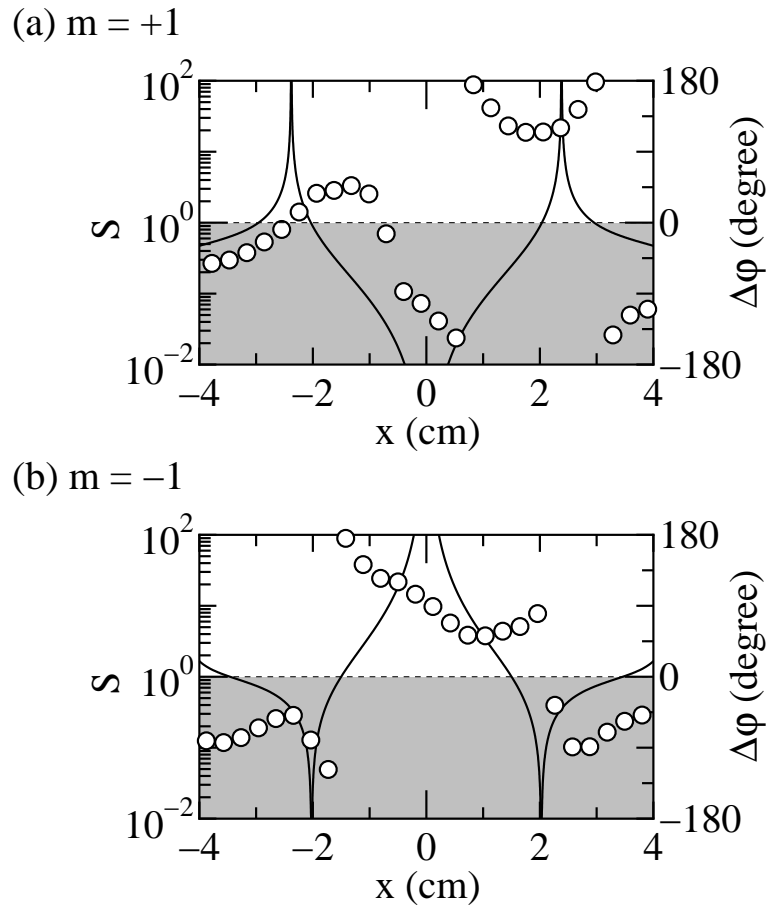 (a) m = +1
10² 180
S 10⁰ 0 Δφ (degree)
10⁻² −180
−4 −2 0 2 4
x (cm)
(b) m = −1
10² 180
S 10⁰ 0 Δφ (degree)
10⁻² −180
−4 −2 0 2 4
x (cm)